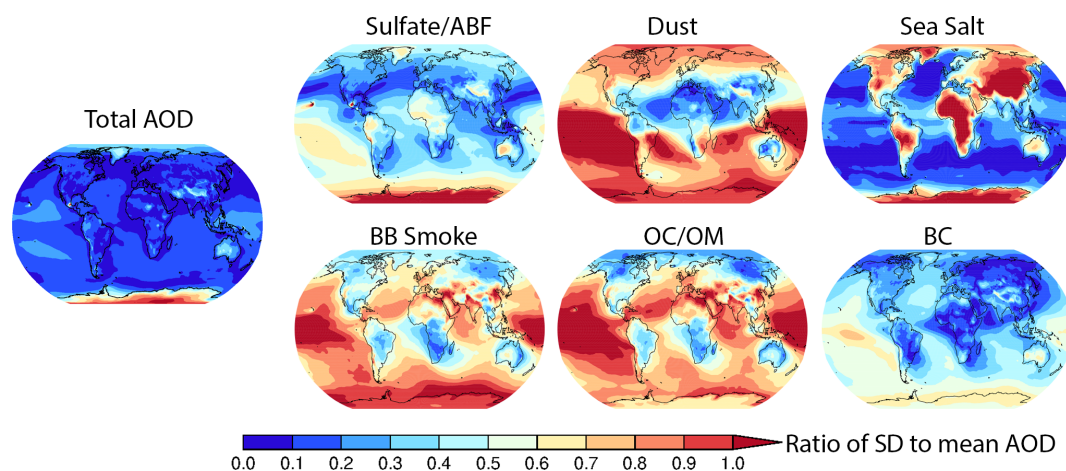 Sulfate/ABF
Dust
Sea Salt
Total AOD
BB Smoke
OC/OM
BC
0.0 0.1 0.2 0.3 0.4 0.5 0.6 0.7 0.8 0.9 1.0
Ratio of SD to mean AOD